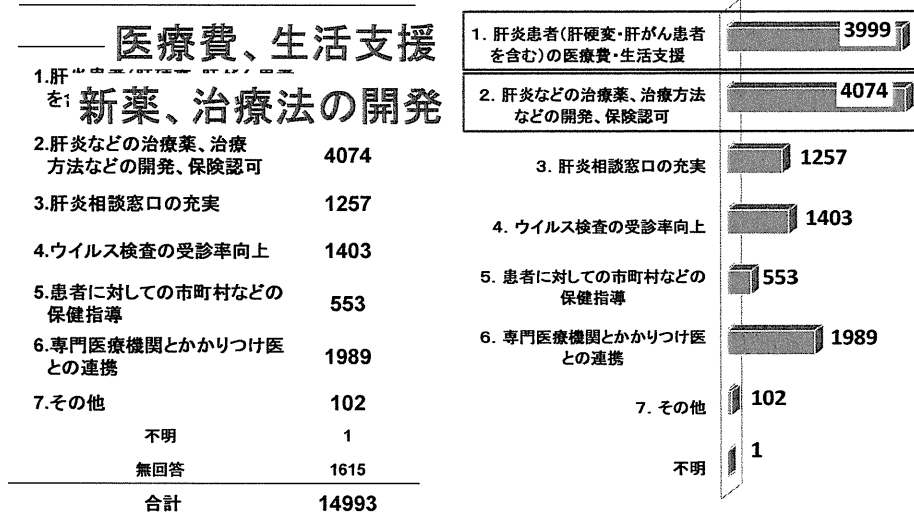 医療費、生活支援
1.肝
を
新薬、治療法の開発
2.肝炎などの治療薬、治療
方法などの開発、保険認可 4074
3.肝炎相談窓口の充実 1257
4.ウイルス検査の受診率向上 1403
5.患者に対しての市町村などの
保健指導 553
6.専門医療機関とかかりつけ医
との連携 1989
7.その他 102
不明 1
無回答 1615
合計 14993
1. 肝炎患者(肝硬変・肝がん患者
を含む)の医療費・生活支援 3999
2. 肝炎などの治療薬、治療方法
などの開発、保険認可 4074
3. 肝炎相談窓口の充実 1257
4. ウイルス検査の受診率向上 1403
5. 患者に対しての市町村などの
保健指導 553
6. 専門医療機関とかかりつけ医
との連携 1989
7. その他 102
不明 1